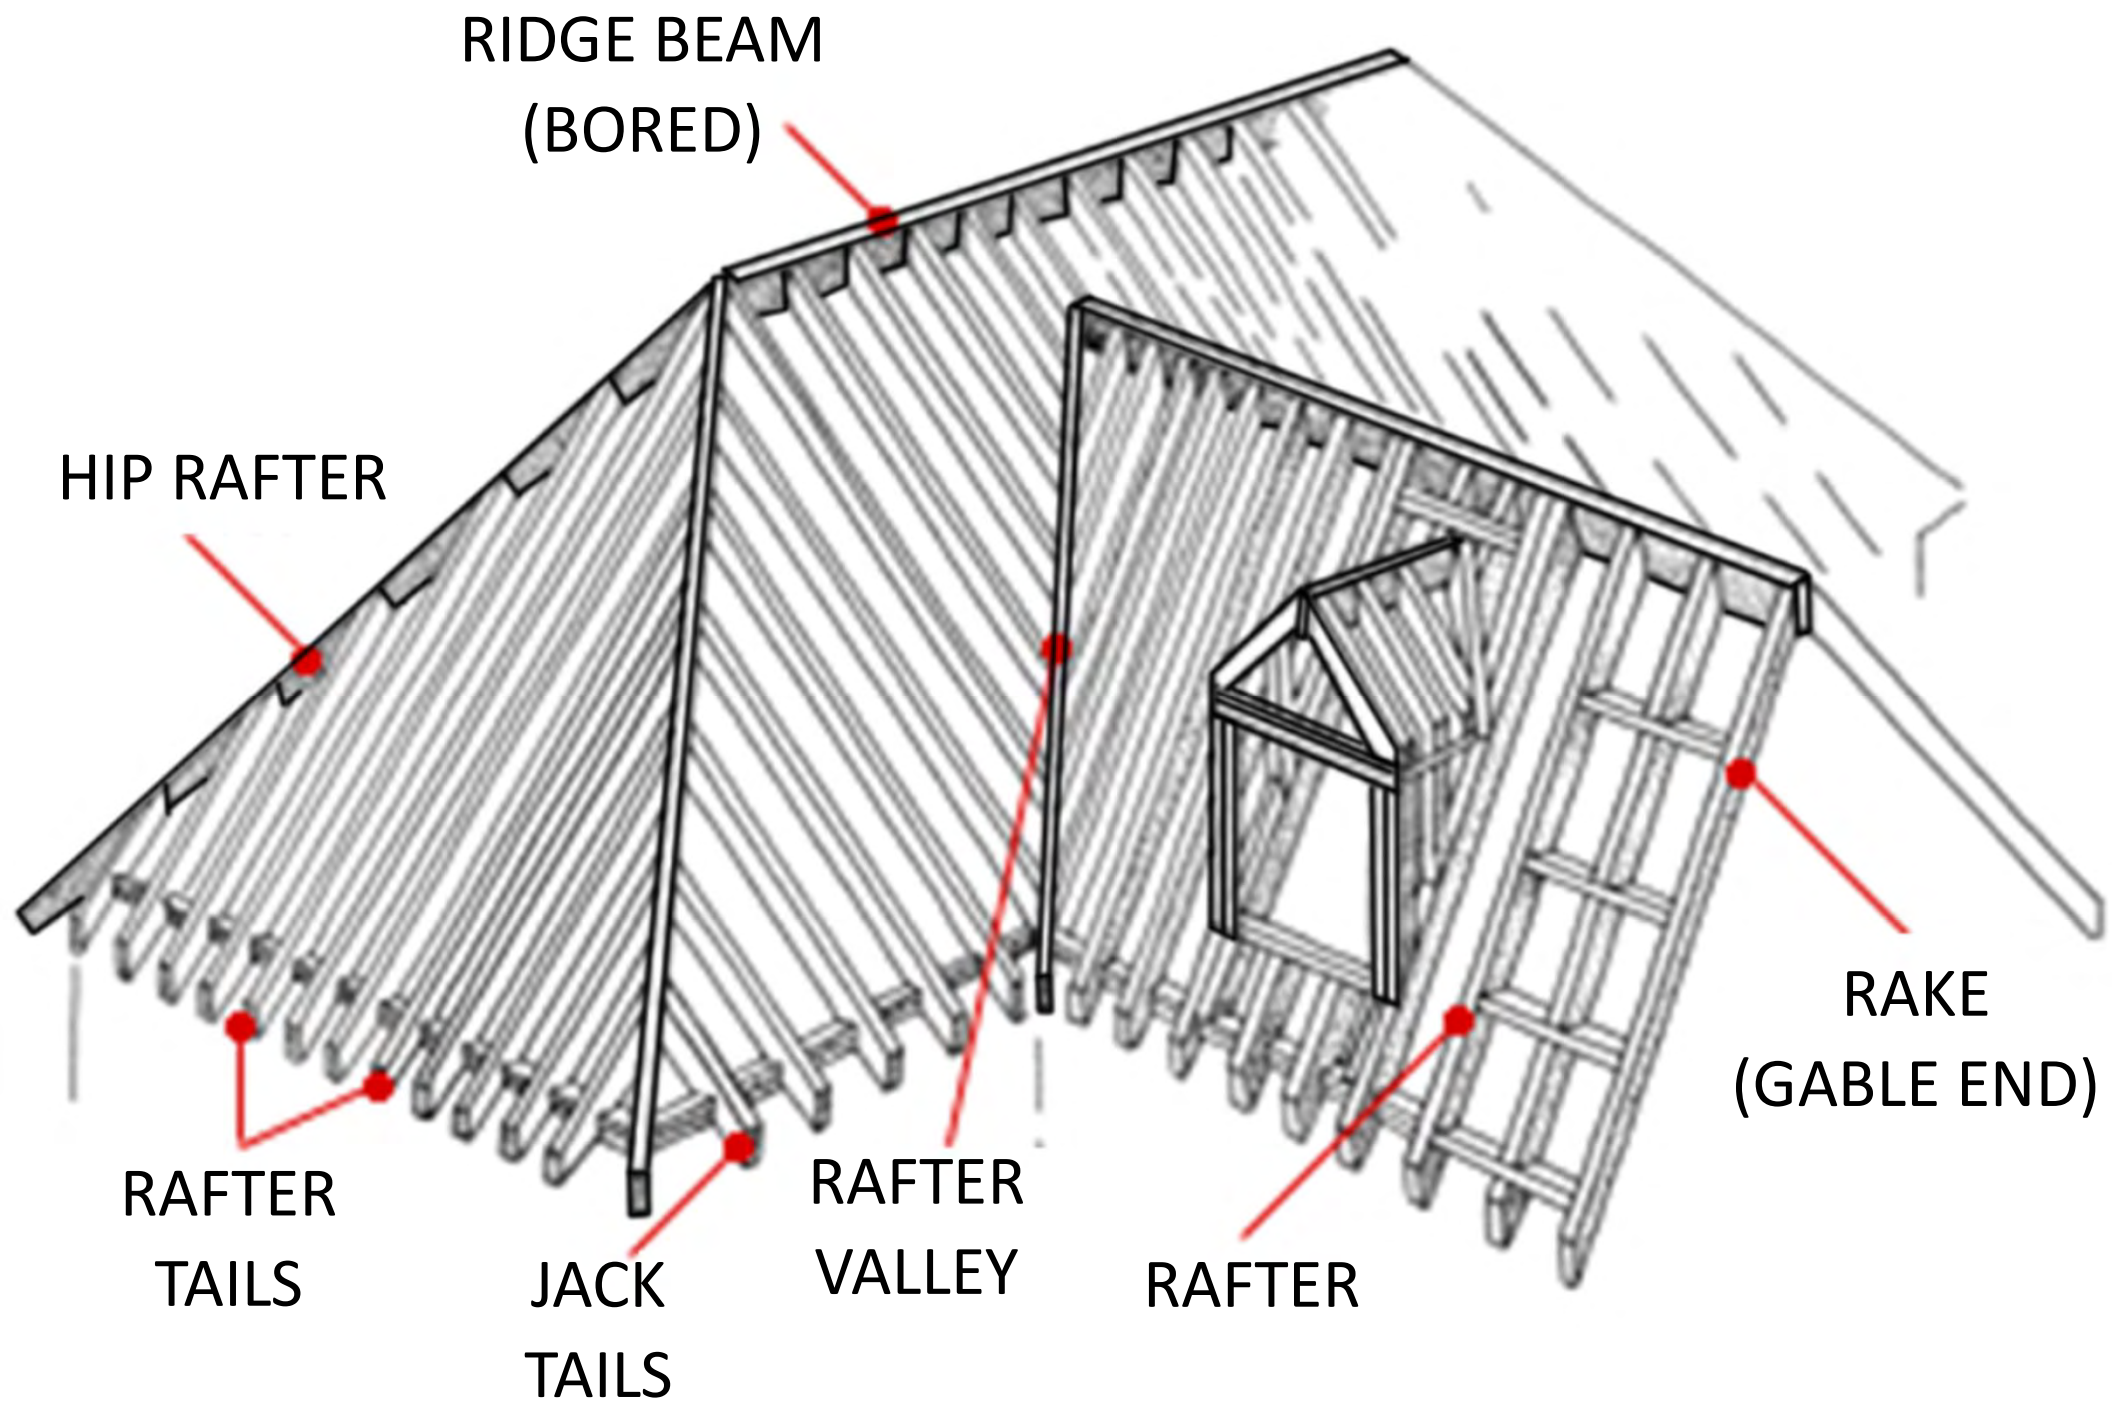 RIDGE BEAM
(BORED)
HIP RAFTER
RAKE
(GABLE END)
RAFTER
TAILS
JACK
TAILS
RAFTER
VALLEY
RAFTER